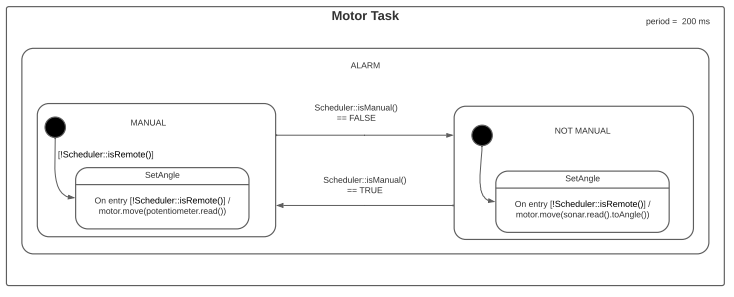 Motor Task
period =  200 ms
ALARM
MANUAL
[!Scheduler::isRemote()]
SetAngle
On entry [!Scheduler::isRemote()] /
motor.move(potentiometer.read())
Scheduler::isManual()
== FALSE
Scheduler::isManual()
== TRUE
NOT MANUAL
SetAngle
On entry [!Scheduler::isRemote()] /
motor.move(sonar.read().toAngle())